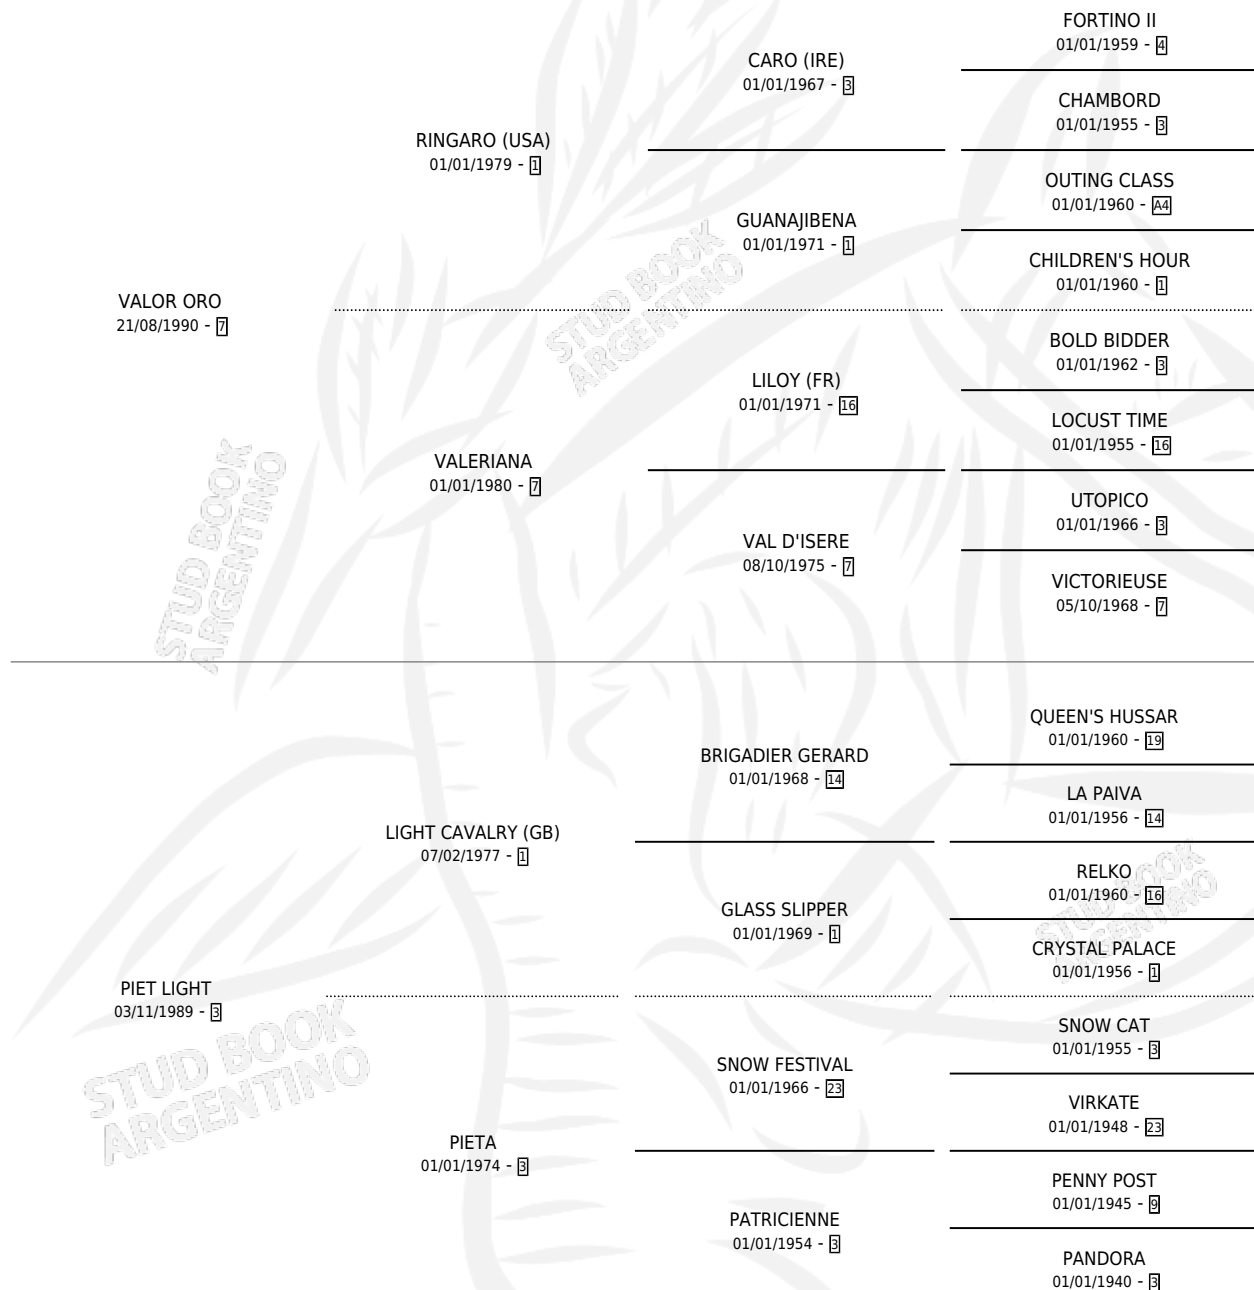 FORTINO II
01/01/1959 - 4
CARO (IRE)
01/01/1967 - 3
CHAMBORD
01/01/1955 - 3
RINGARO (USA)
01/01/1979 - 1
OUTING CLASS
01/01/1960 - A4
GUANAJIBENA
01/01/1971 - 1
CHILDREN'S HOUR
01/01/1960 - 1
VALOR ORO
21/08/1990 - 7
BOLD BIDDER
01/01/1962 - 3
LILOY (FR)
01/01/1971 - 16
LOCUST TIME
01/01/1955 - 16
VALERIANA
01/01/1980 - 7
UTOPICO
01/01/1966 - 3
VAL D'ISERE
08/10/1975 - 7
VICTORIEUSE
05/10/1968 - 7
QUEEN'S HUSSAR
01/01/1960 - 19
BRIGADIER GERARD
01/01/1968 - 14
LA PAIVA
01/01/1956 - 14
LIGHT CAVALRY (GB)
07/02/1977 - 1
RELKO
01/01/1960 - 16
GLASS SLIPPER
01/01/1969 - 1
CRYSTAL PALACE
01/01/1956 - 1
PIET LIGHT
03/11/1989 - 3
SNOW CAT
01/01/1955 - 3
SNOW FESTIVAL
01/01/1966 - 23
VIRKATE
01/01/1948 - 23
PIETA
01/01/1974 - 3
PENNY POST
01/01/1945 - 9
PATRICIENNE
01/01/1954 - 3
PANDORA
01/01/1940 - 3
STUD BOOK
ARGENTINO
STUD BOOK
ARGENTINO
STUD BOOK
ARGENTINO
STUD BOOK
ARGENTINO